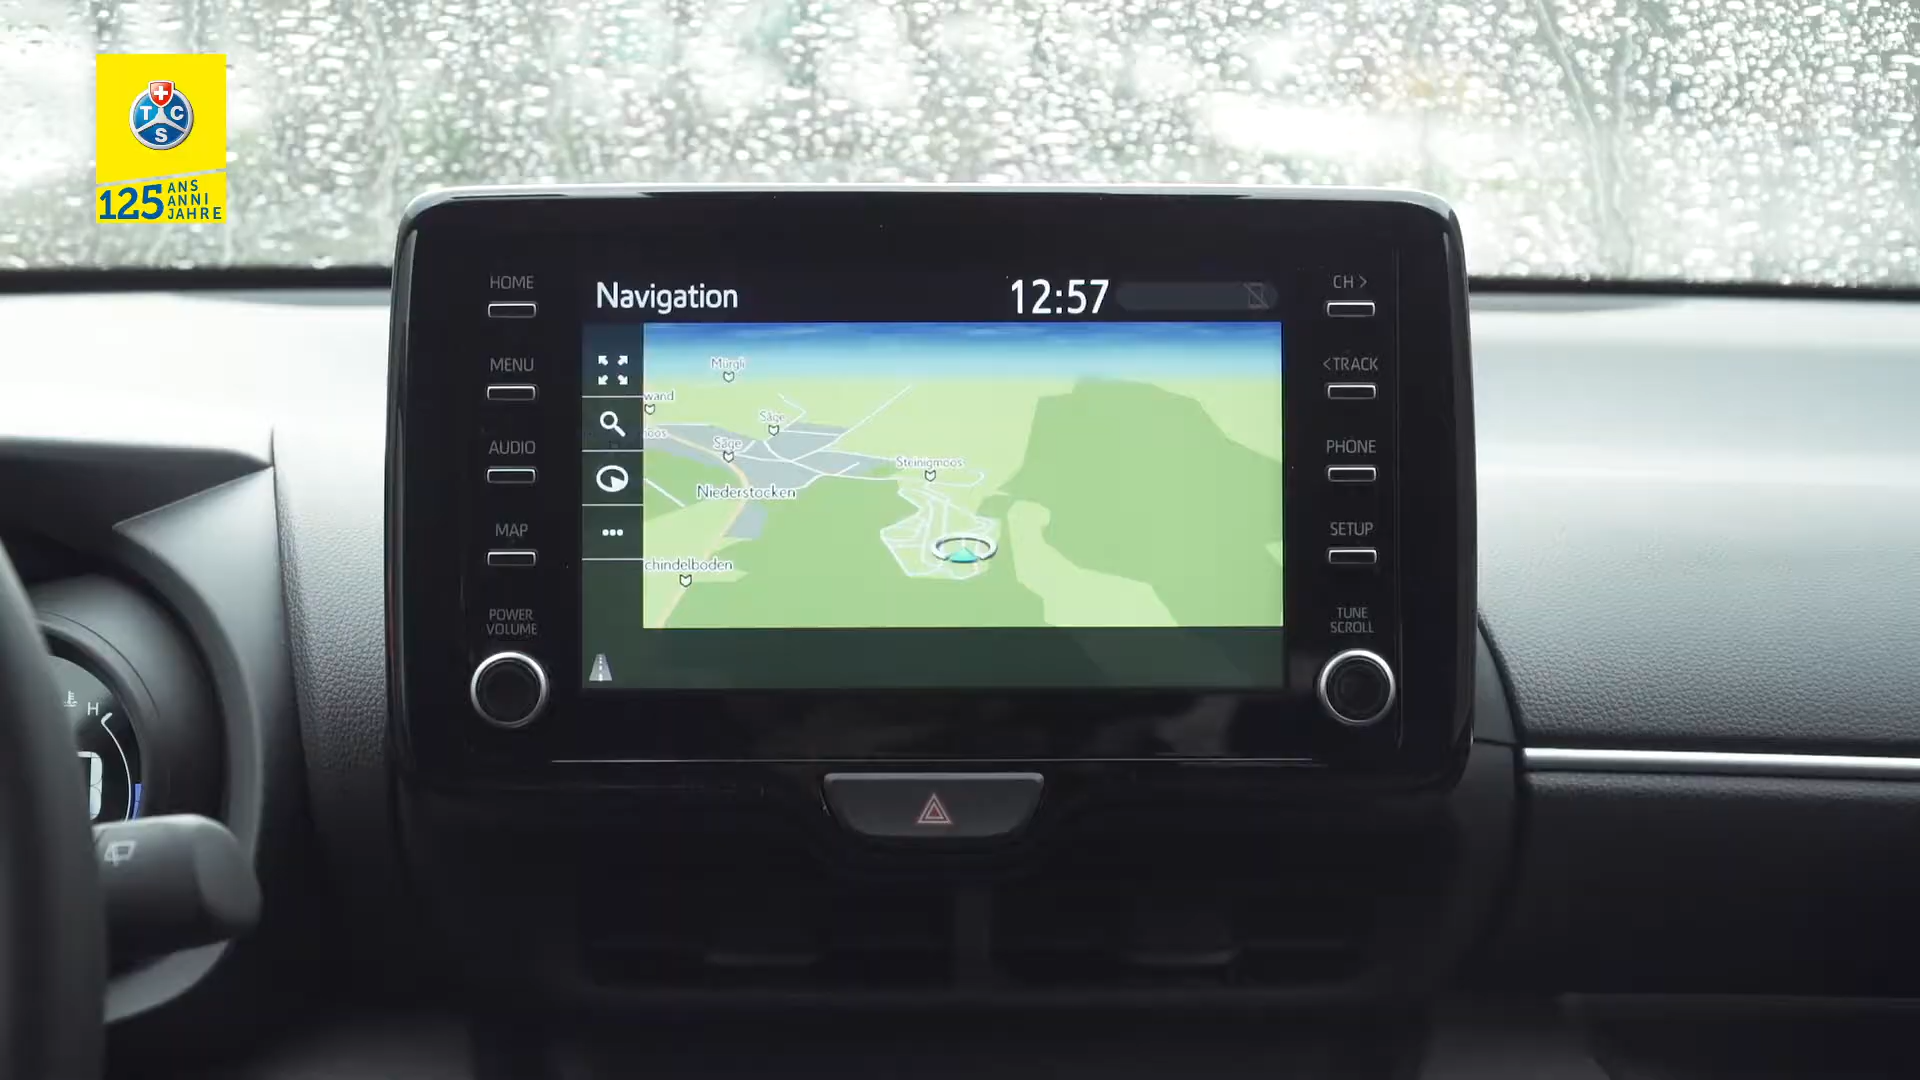 T C S
125 ANS
ANNI
JAHRE
HOME
MENU
AUDIO
MAP
POWER
VOLUME
Navigation
12:57
Mürgli
wand
oos
Säge
Säge
Steinigmoos
Niederstocken
chindelboden
CH >
<TRACK
PHONE
SETUP
TUNE
SCROLL
H